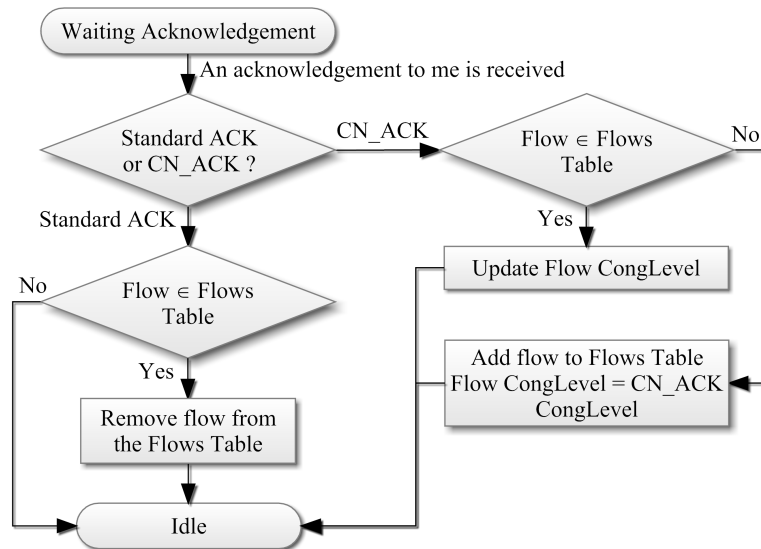 Waiting Acknowledgement
An acknowledgement to me is received
Standard ACK
or CN_ACK ?
CN_ACK
Flow ∈ Flows
Table
No
Standard ACK
Yes
Update Flow CongLevel
No
Flow ∈ Flows
Table
Yes
Add flow to Flows Table
Flow CongLevel = CN_ACK
CongLevel
Remove flow from
the Flows Table
Idle